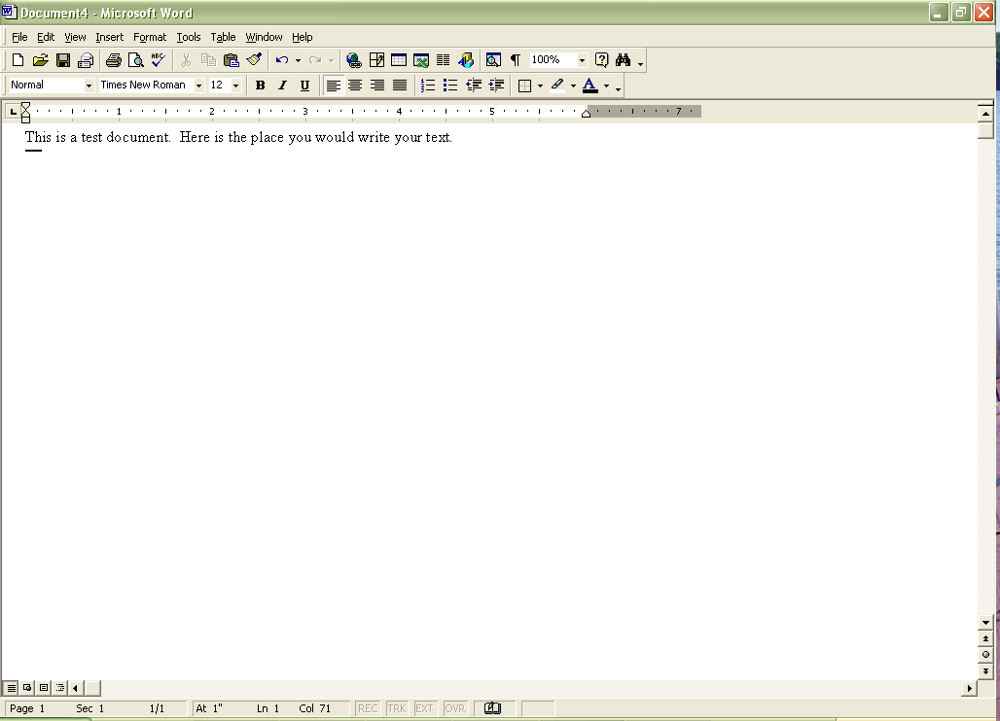 Document4 - Microsoft Word
File Edit View Insert Format Tools Table Window Help
ABC 100% ?
Normal Times New Roman 12 B I U A
L 1 2 3 4 5 7
This is a test document.  Here is the place you would write your text.
Page 1 Sec 1 1/1 At 1" Ln 1 Col 71 REC TRK EXT OVR